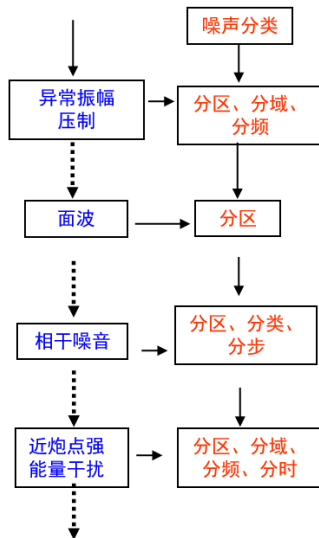 噪声分类
异常振幅
压制
分区、分域、
分频
面波
分区
相干噪音
分区、分类、
分步
近炮点强
能量干扰
分区、分域、
分频、分时